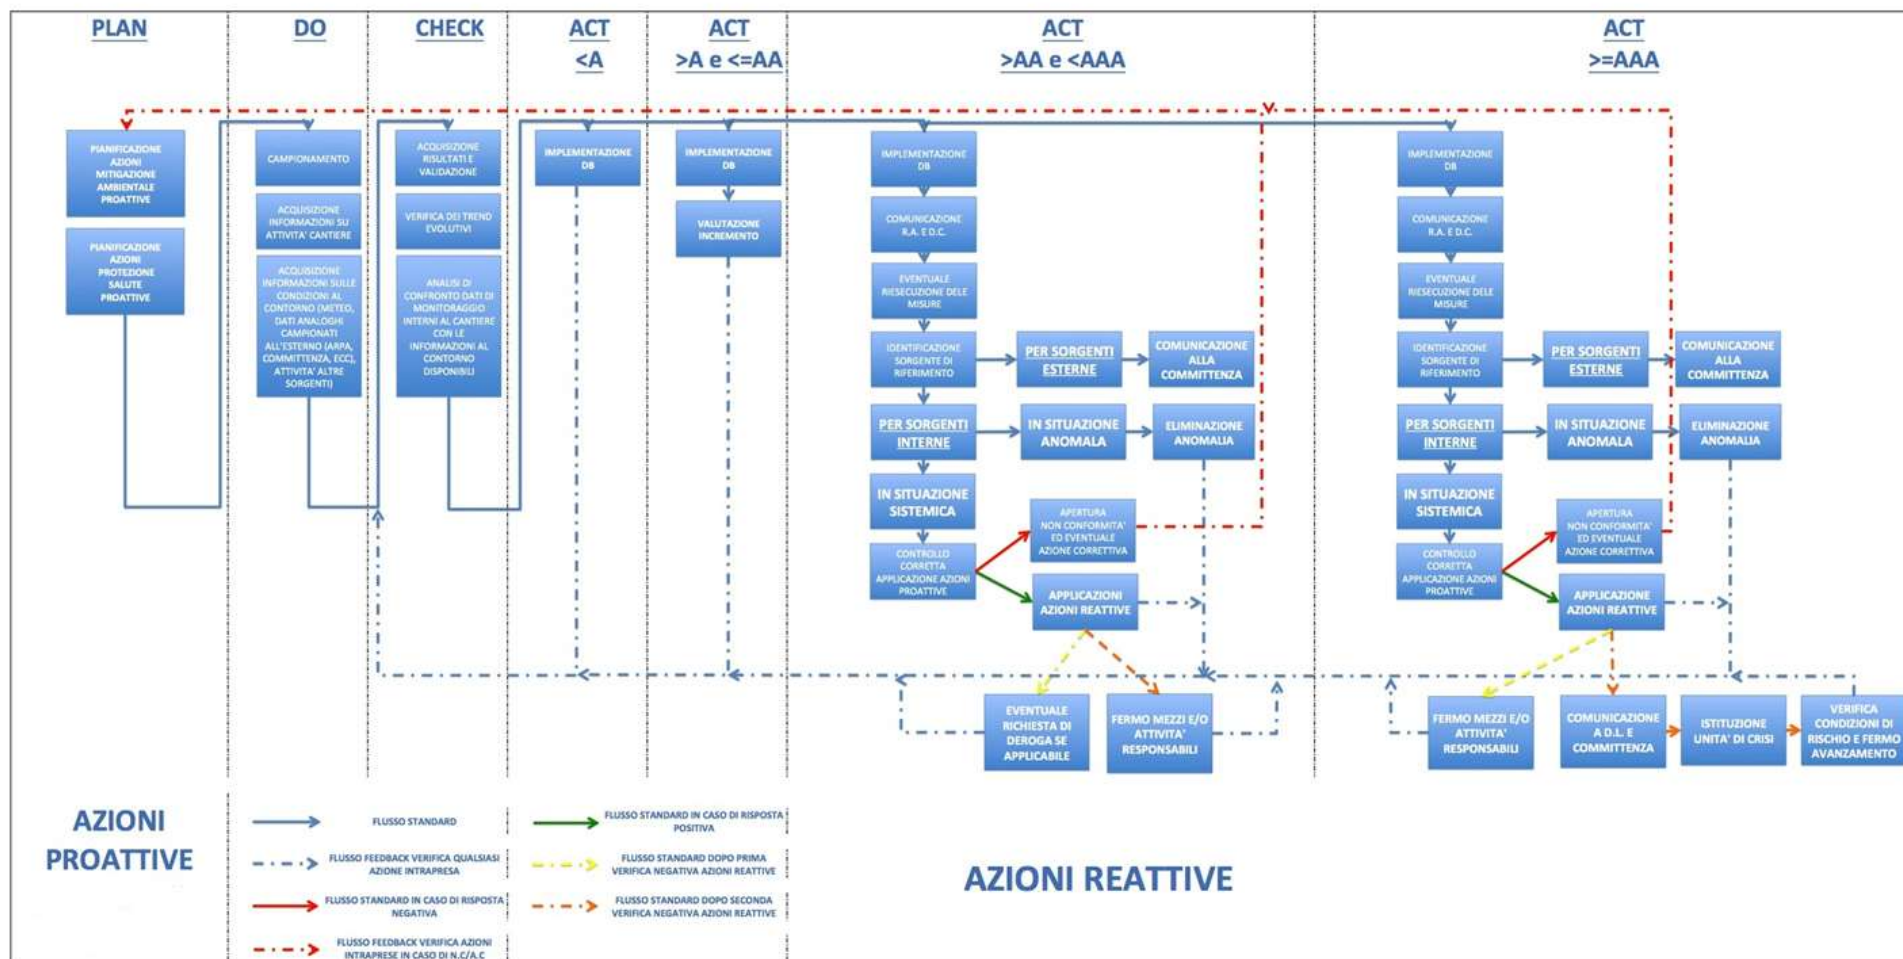 PLAN
DO
CHECK
ACT
<A
ACT
>A e <=AA
ACT
>AA e <AAA
ACT
>=AAA
PIANIFICAZIONE
AZIONI
MITIGAZIONE
AMBIENTALE
PROATTIVE
PIANIFICAZIONE
AZIONI
PROTEZIONE
SALUTE
PROATTIVE
CAMPIONAMENTO
ACQUISIZIONE
INFORMAZIONI SU
ATTIVITA' CANTIERE
ACQUISIZIONE
INFORMAZIONI SULLE
CONDIZIONI AL
CONTORNO (METEO,
DATI ANALOGHI
CAMPIONATI
ALL'ESTERNO (ARPA,
COMMITTENZA, ECC),
ATTIVITA' ALTRE
SORGENTI)
ACQUISIZIONE
RISULTATI E
VALIDAZIONE
VERIFICA DEI TREND
EVOLUTIVI
ANALISI DI
CONFRONTO DATI DI
MONITORAGGIO
INTERNI AL CANTIERE
CON LE
INFORMAZIONI AL
CONTORNO
DISPONIBILI
IMPLEMENTAZIONE
DB
IMPLEMENTAZIONE
DB
VALUTAZIONE
INCREMENTO
IMPLEMENTAZIONE
DB
COMUNICAZIONE
R.A. E D.C.
EVENTUALE
RIESECUZIONE DELE
MISURE
IDENTIFICAZIONE
SORGENTE DI
RIFERIMENTO
PER SORGENTI
ESTERNE
COMUNICAZIONE
ALLA
COMMITTENZA
PER SORGENTI
INTERNE
IN SITUAZIONE
ANOMALA
ELIMINAZIONE
ANOMALIA
IN SITUAZIONE
SISTEMICA
CONTROLLO
CORRETTA
APPLICAZIONE AZIONI
PROATTIVE
APERTURA
NON CONFORMITA'
ED EVENTUALE
AZIONE CORRETTIVA
APPLICAZIONI
AZIONI REATTIVE
EVENTUALE
RICHIESTA DI
DEROGA SE
APPLICABILE
FERMO MEZZI E/O
ATTIVITA'
RESPONSABILI
IMPLEMENTAZIONE
DB
COMUNICAZIONE
R.A. E D.C.
EVENTUALE
RIESECUZIONE DELE
MISURE
IDENTIFICAZIONE
SORGENTE DI
RIFERIMENTO
PER SORGENTI
ESTERNE
COMUNICAZIONE
ALLA
COMMITTENZA
PER SORGENTI
INTERNE
IN SITUAZIONE
ANOMALA
ELIMINAZIONE
ANOMALIA
IN SITUAZIONE
SISTEMICA
CONTROLLO
CORRETTA
APPLICAZIONE AZIONI
PROATTIVE
APERTURA
NON CONFORMITA'
ED EVENTUALE
AZIONE CORRETTIVA
APPLICAZIONE
AZIONI REATTIVE
FERMO MEZZI E/O
ATTIVITA'
RESPONSABILI
COMUNICAZIONE
A D.L. E
COMMITTENZA
ISTITUZIONE
UNITA' DI CRISI
VERIFICA
CONDIZIONI DI
RISCHIO E FERMO
AVANZAMENTO
AZIONI
PROATTIVE
FLUSSO STANDARD
FLUSSO FEEDBACK VERIFICA QUALSIASI
AZIONE INTRAPRESA
FLUSSO STANDARD IN CASO DI RISPOSTA
NEGATIVA
FLUSSO FEEDBACK VERIFICA AZIONI
INTRAPRESE IN CASO DI N.C/A.C
FLUSSO STANDARD IN CASO DI RISPOSTA
POSITIVA
FLUSSO STANDARD DOPO PRIMA
VERIFICA NEGATIVA AZIONI REATTIVE
FLUSSO STANDARD DOPO SECONDA
VERIFICA NEGATIVA AZIONI REATTIVE
AZIONI REATTIVE